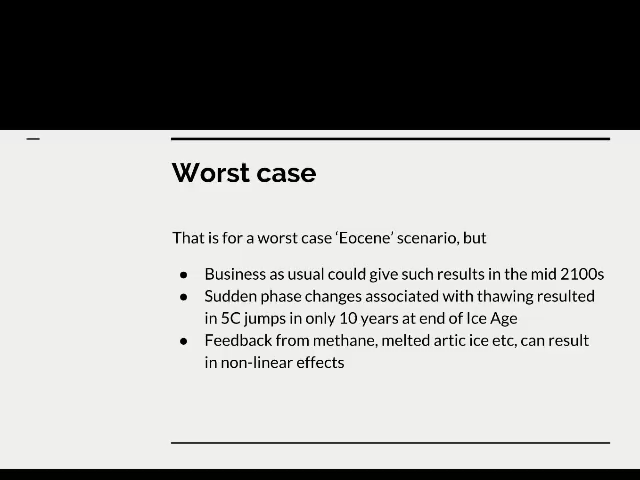 Worst case
That is for a worst case ‘Eocene’ scenario, but
● Business as usual could give such results in the mid 2100s
● Sudden phase changes associated with thawing resulted
in 5C jumps in only 10 years at end of Ice Age
● Feedback from methane, melted artic ice etc, can result
in non-linear effects